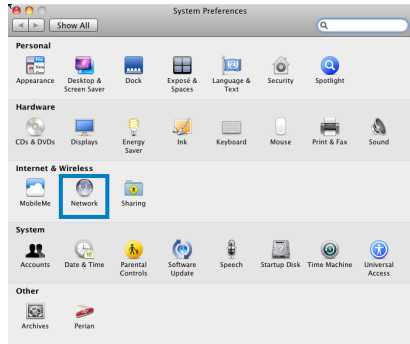 System Preferences
Show All
Personal
Appearance
Desktop &
Screen Saver
Dock
Exposé &
Spaces
Language &
Text
Security
Spotlight
Hardware
CDs & DVDs
Displays
Energy
Saver
Ink
Keyboard
Mouse
Print & Fax
Sound
Internet & Wireless
MobileMe
Network
Sharing
System
Accounts
Date & Time
Parental
Controls
Software
Update
Speech
Startup Disk
Time Machine
Universal
Access
Other
Archives
Perian